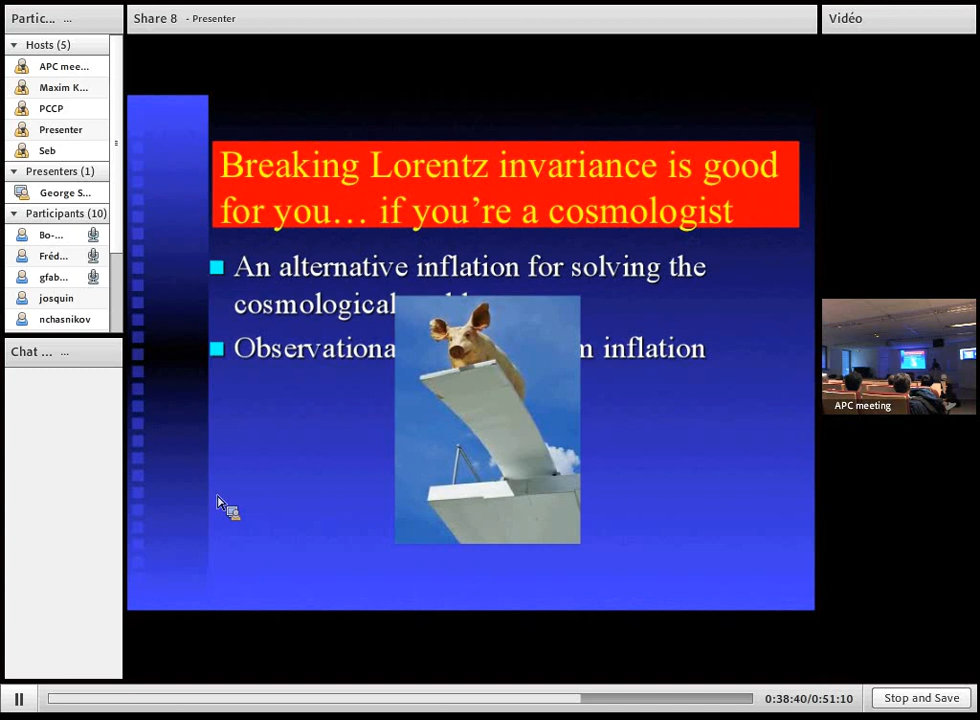 Partic... ...
Share 8 - Presenter
Vidéo
Hosts (5)
APC mee...
Maxim K...
PCCP
Presenter
Seb
Presenters (1)
George S...
Participants (10)
Bo-...
Fréd...
gfab...
josquin
nchasnikov
Chat ... ...
Breaking Lorentz invariance is good
for you… if you’re a cosmologist
An alternative inflation for solving the
cosmological
Observationa
inflation
APC meeting
0:38:40/0:51:10
Stop and Save